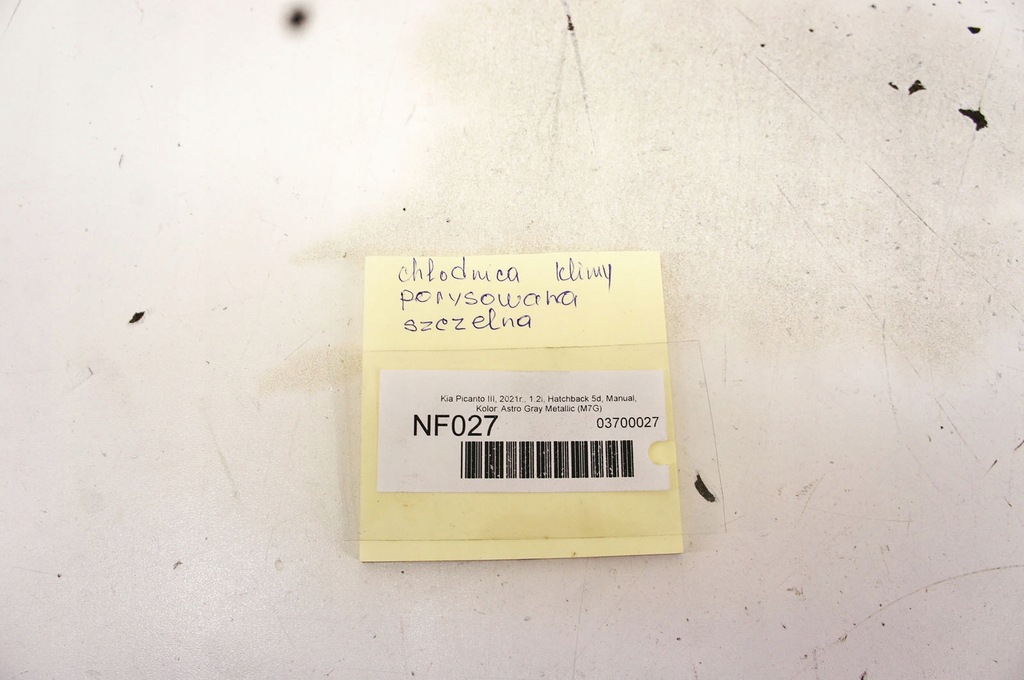 chłodnica klimy
porysowana
szczelna
Kia Picanto III, 2021r., 1.2i, Hatchback 5d, Manual,
Kolor: Astro Gray Metallic (M7G)
NF027 03700027